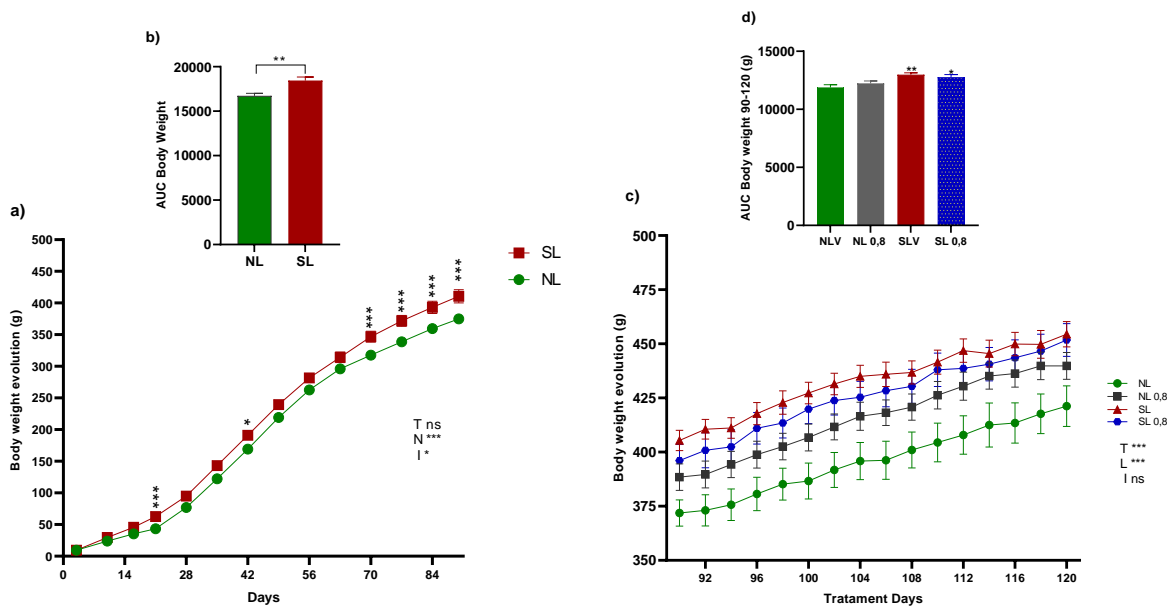 b)
**
20000
15000
10000
5000
0
AUC Body Weight
NL SL
a)
500
450
400
350
300
250
200
150
100
50
0
Body weight evolution (g)
***
*
***
***
***
***
T ns
N ***
I *
0 14 28 42 56 70 84
Days
SL
NL
d)
15000
10000
5000
0
AUC Body weight 90-120 (g)
**
*
NLV NL 0,8 SLV SL 0,8
c)
500
475
450
425
400
375
350
Body weight evolution (g)
92 96 100 104 108 112 116 120
Tratament Days
NL
NL 0,8
SL
SL 0,8
T ***
L ***
I ns